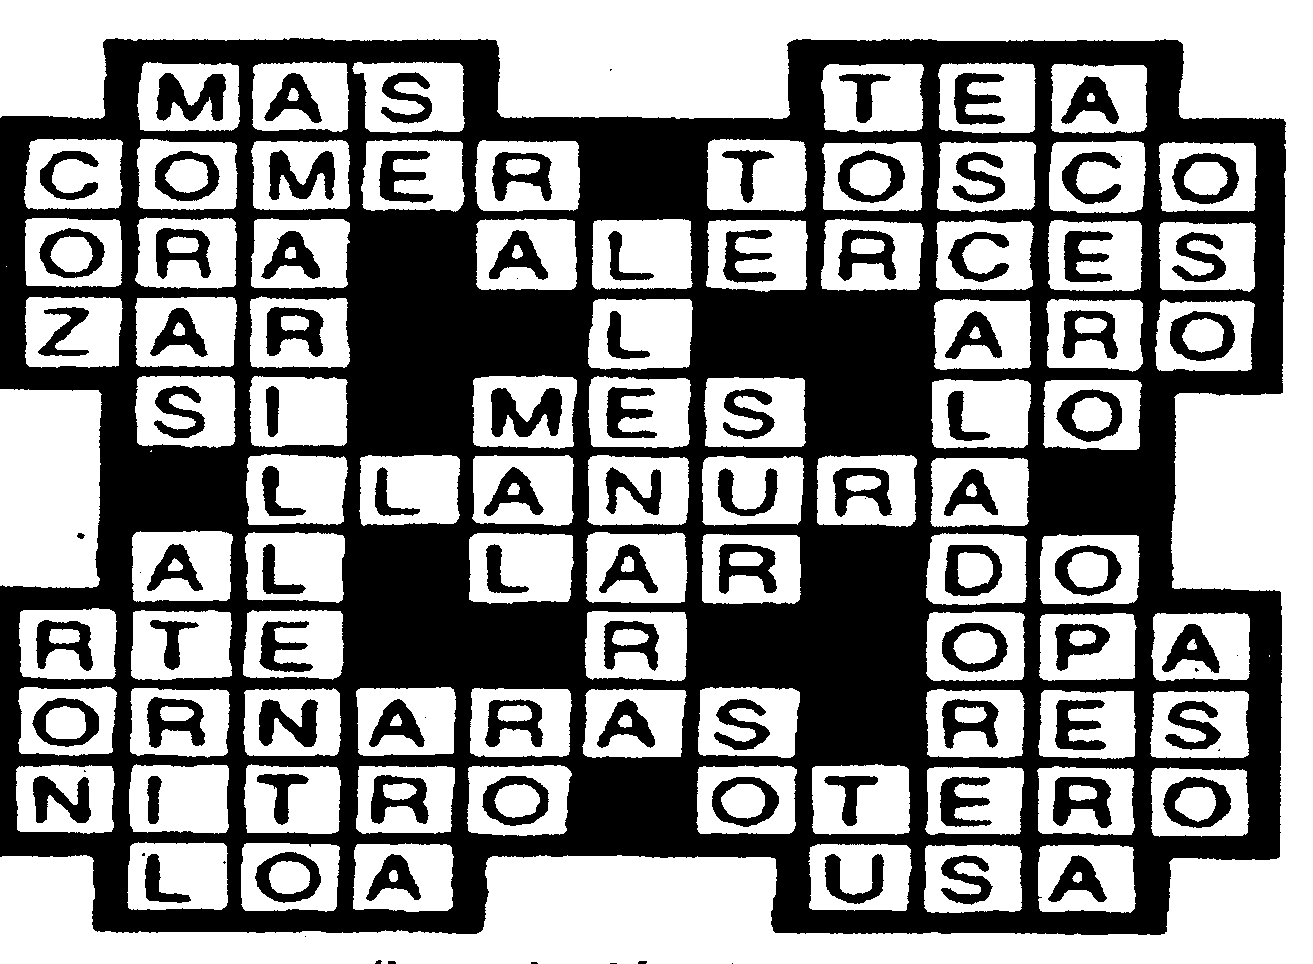 MAS TEA
COMER TOSCO
ORA ALERCES
ZAR L ARO
SI MES LO
LLANURA
AL LAR DO
RTE R OPA
ORNARAS RES
NITRO OTERO
LOA USA